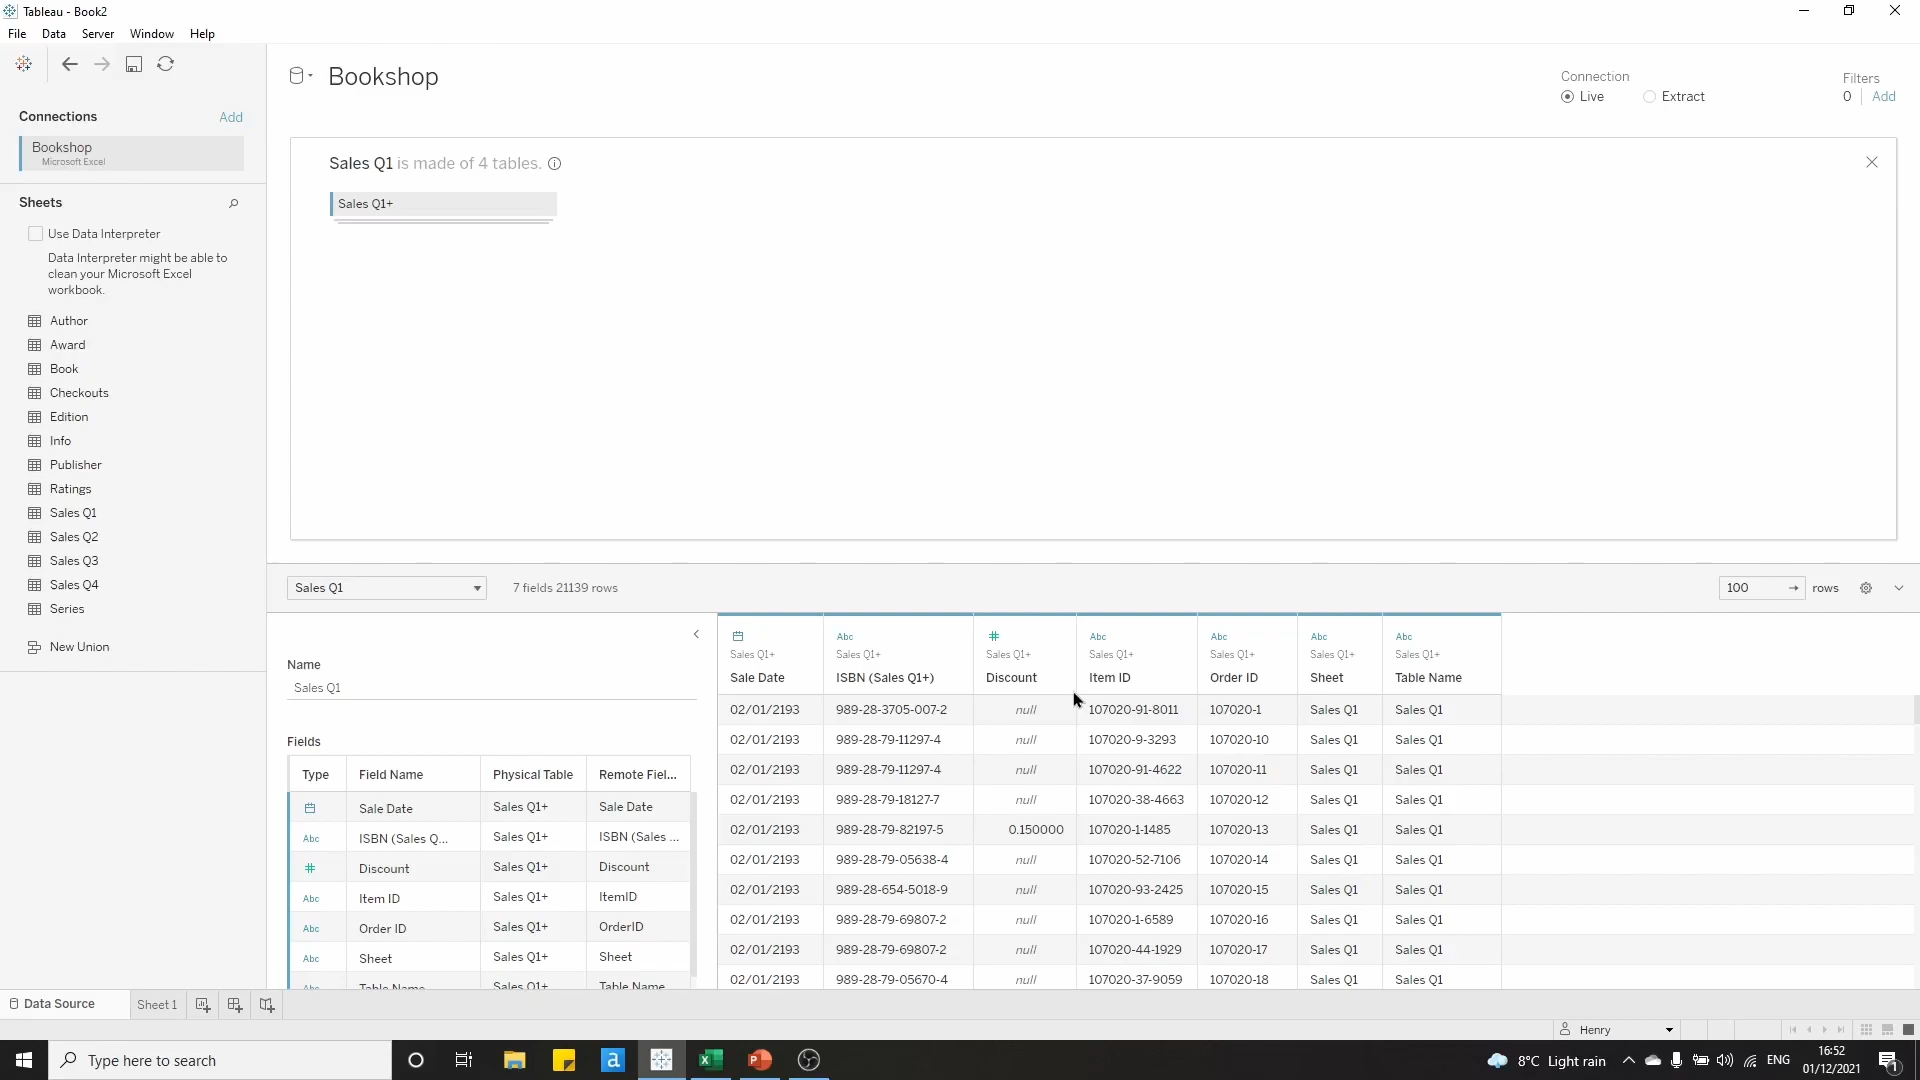 Tableau - Book2
File Data Server Window Help
Connections Add
Bookshop
Microsoft Excel
Sheets
Use Data Interpreter
Data Interpreter might be able to
clean your Microsoft Excel
workbook.
Author
Award
Book
Checkouts
Edition
Info
Publisher
Ratings
Sales Q1
Sales Q2
Sales Q3
Sales Q4
Series
New Union
Bookshop
Connection
Live Extract
Filters
0 Add
Sales Q1 is made of 4 tables.
Sales Q1+
Sales Q1 7 fields 21139 rows
100 rows
Name
Sales Q1
Fields
Type Field Name Physical Table Remote Fiel...
Sale Date Sales Q1+ Sale Date
Abc ISBN (Sales Q... Sales Q1+ ISBN (Sales ...
# Discount Sales Q1+ Discount
Abc Item ID Sales Q1+ ItemID
Abc Order ID Sales Q1+ OrderID
Abc Sheet Sales Q1+ Sheet
Abc Table Name Sales Q1+ Table Name
Abc # Abc Abc Abc Abc
Sales Q1+ Sales Q1+ Sales Q1+ Sales Q1+ Sales Q1+ Sales Q1+ Sales Q1+
Sale Date ISBN (Sales Q1+) Discount Item ID Order ID Sheet Table Name
02/01/2193 989-28-3705-007-2 null 107020-91-8011 107020-1 Sales Q1 Sales Q1
02/01/2193 989-28-79-11297-4 null 107020-9-3293 107020-10 Sales Q1 Sales Q1
02/01/2193 989-28-79-11297-4 null 107020-91-4622 107020-11 Sales Q1 Sales Q1
02/01/2193 989-28-79-18127-7 null 107020-38-4663 107020-12 Sales Q1 Sales Q1
02/01/2193 989-28-79-82197-5 0.150000 107020-1-1485 107020-13 Sales Q1 Sales Q1
02/01/2193 989-28-79-05638-4 null 107020-52-7106 107020-14 Sales Q1 Sales Q1
02/01/2193 989-28-654-5018-9 null 107020-93-2425 107020-15 Sales Q1 Sales Q1
02/01/2193 989-28-79-69807-2 null 107020-1-6589 107020-16 Sales Q1 Sales Q1
02/01/2193 989-28-79-69807-2 null 107020-44-1929 107020-17 Sales Q1 Sales Q1
02/01/2193 989-28-79-05670-4 null 107020-37-9059 107020-18 Sales Q1 Sales Q1
Data Source Sheet 1
Henry
Type here to search
8°C Light rain
ENG
16:52
01/12/2021
1